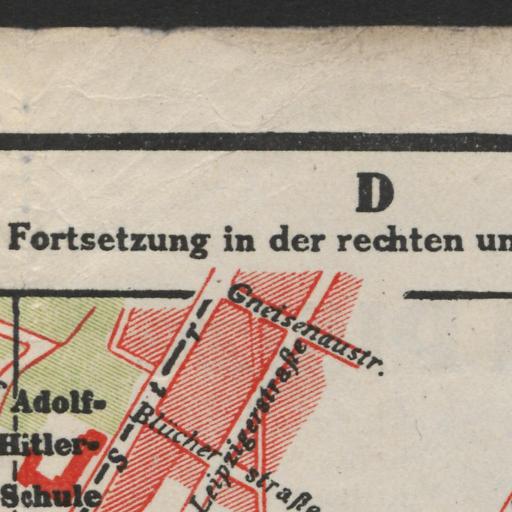 D
Fortsetzung in der rechten un
Gneisenaustr.
Adolf-
Hitler-
Schule
Blücher straße
Leipzigerstraße